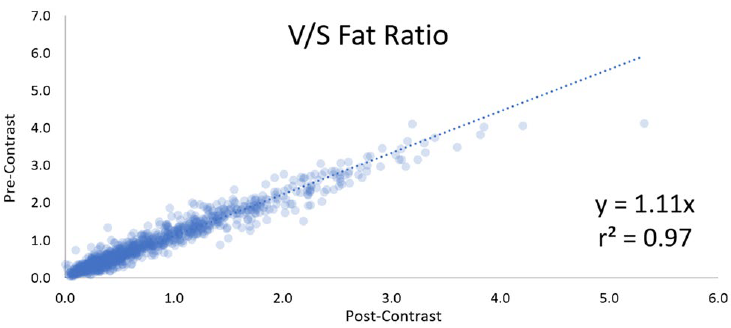 V/S Fat Ratio
7.0
6.0
5.0
4.0
3.0
2.0
1.0
0.0
Pre-Contrast
y = 1.11x
r² = 0.97
0.0 1.0 2.0 3.0 4.0 5.0 6.0
Post-Contrast